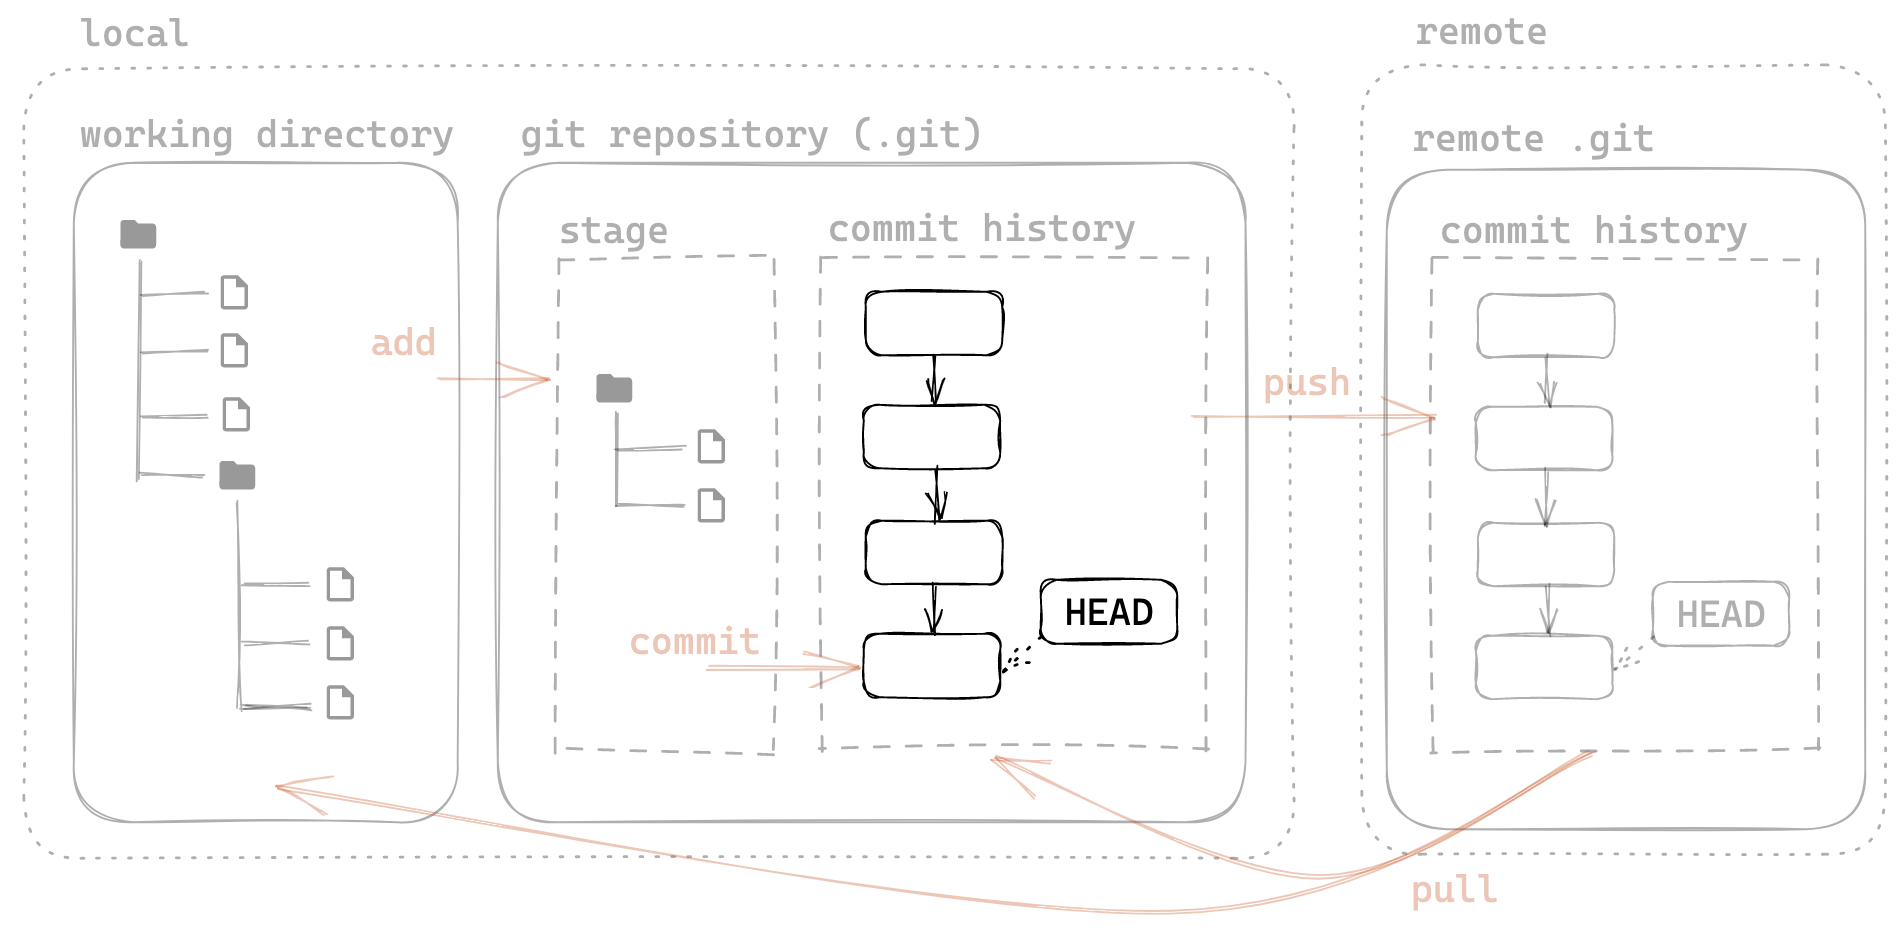 local
remote
working directory
git repository (.git)
remote .git
stage
commit history
commit history
add
push
HEAD
HEAD
commit
pull